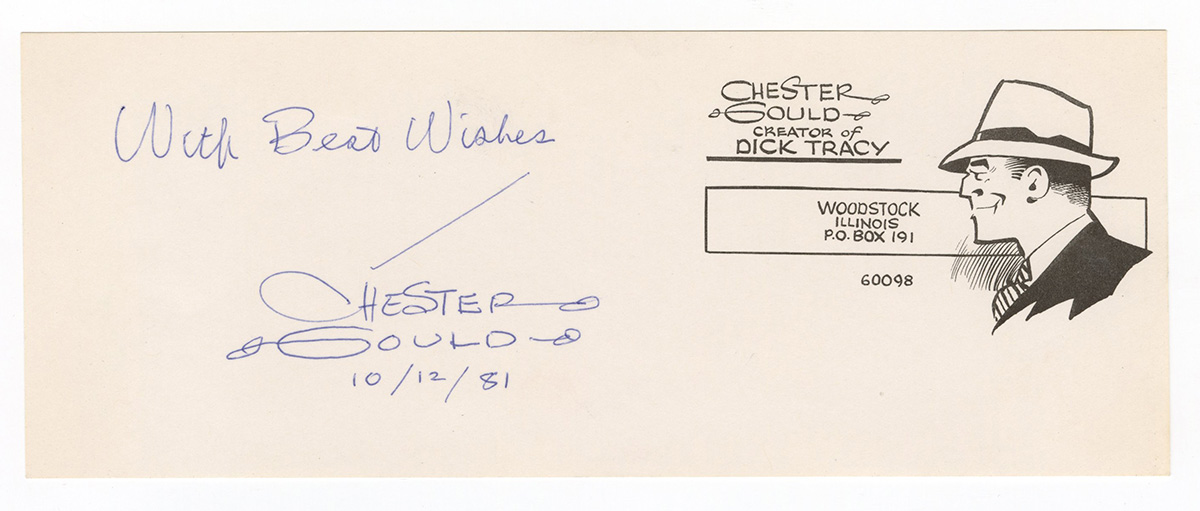 With Best Wishes
CHESTER
GOULD
10/12/81
CHESTER
GOULD
CREATOR OF
DICK TRACY
WOODSTOCK
ILLINOIS
P.O. BOX 191
60098